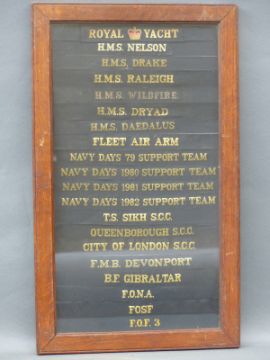 ROYAL YACHT
H.M.S. NELSON
H.M.S. DRAKE
H.M.S. RALEIGH
H.M.S. WILDFIRE
H.M.S. DRYAD
H.M.S. DAEDALUS
FLEET AIR ARM
NAVY DAYS 79 SUPPORT TEAM
NAVY DAYS 1980 SUPPORT TEAM
NAVY DAYS 1981 SUPPORT TEAM
NAVY DAYS 1982 SUPPORT TEAM
T.S. SIKH S.C.C.
QUEENBOROUGH S.C.C.
CITY OF LONDON S.C.C.
F.M.B. DEVONPORT
B.F. GIBRALTAR
F.O.N.A.
FOSF
F.O.F. 3